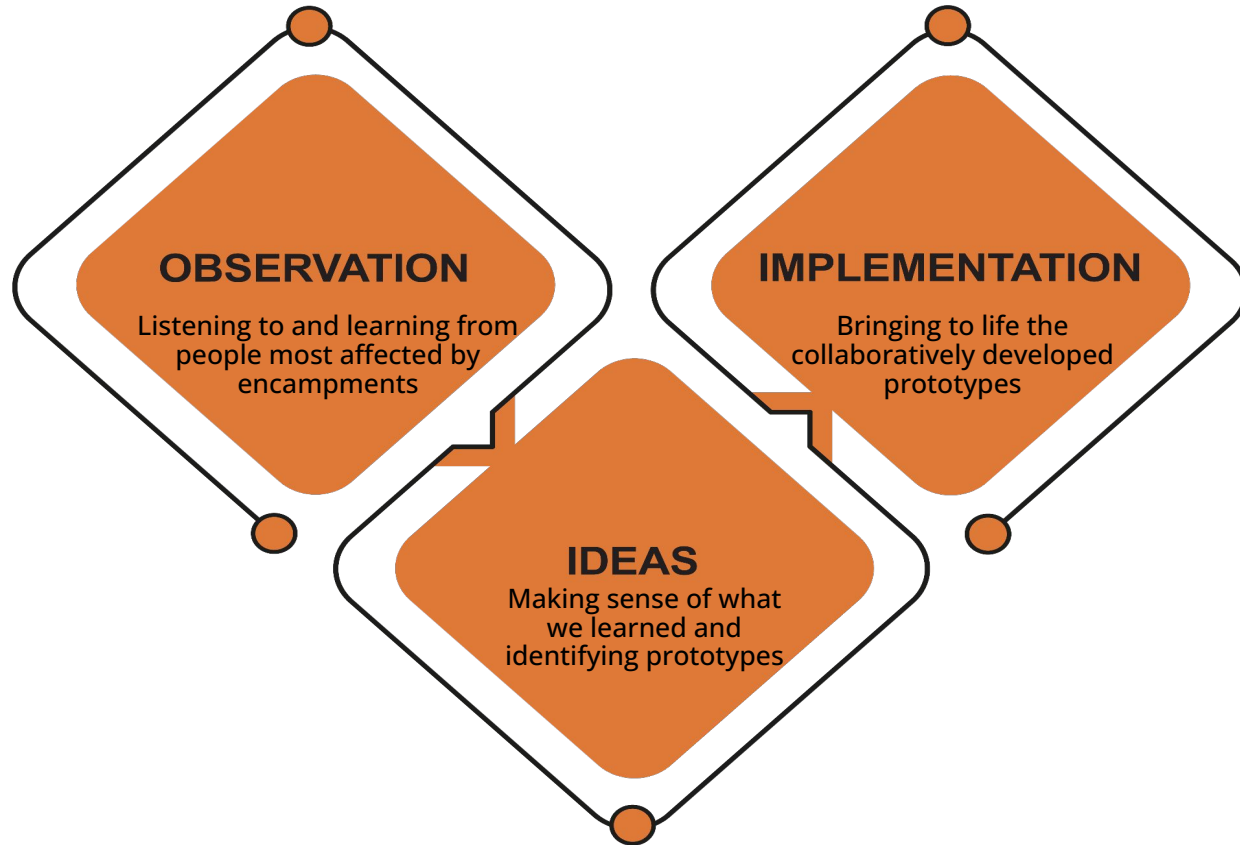 OBSERVATION
Listening to and learning from
people most affected by
encampments
IDEAS
Making sense of what
we learned and
identifying prototypes
IMPLEMENTATION
Bringing to life the
collaboratively developed
prototypes